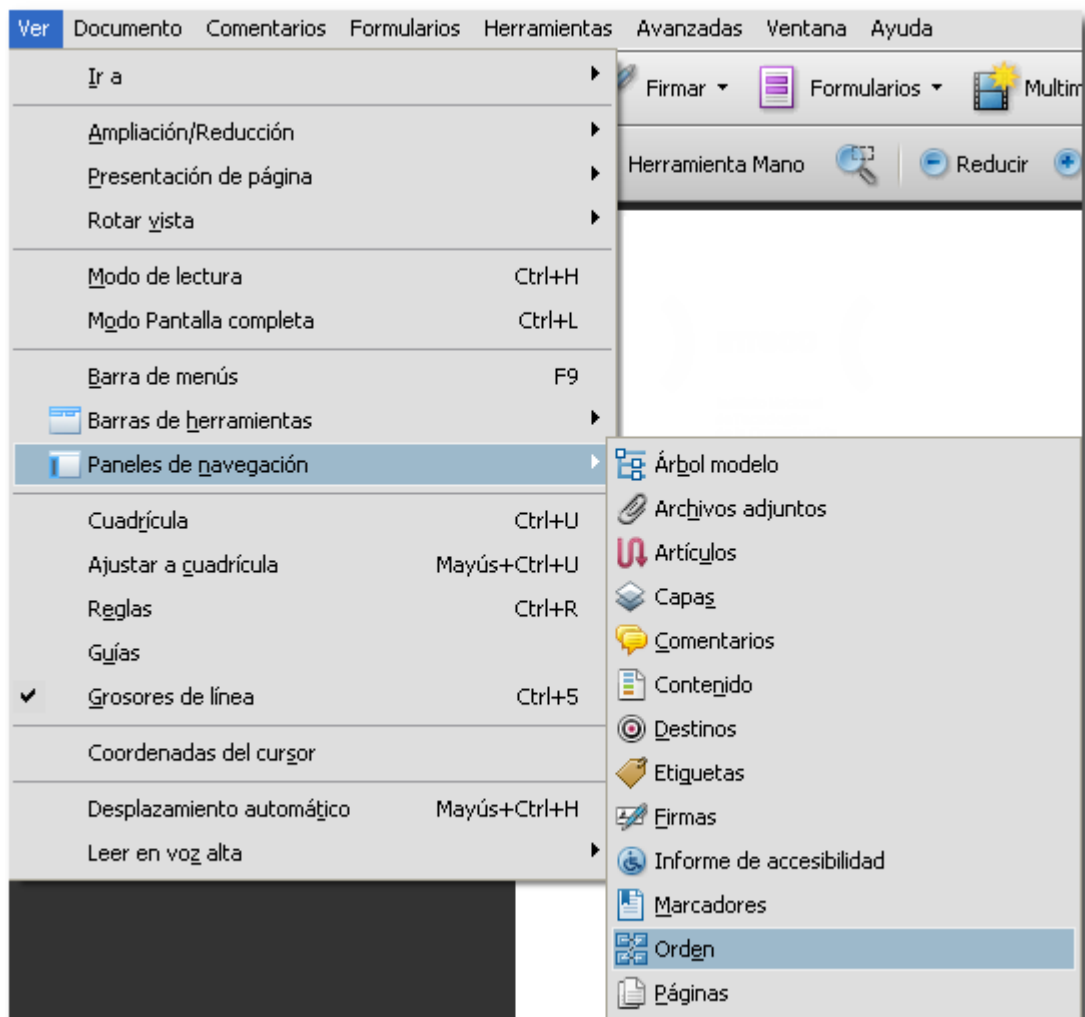 Ver Documento Comentarios Formularios Herramientas Avanzadas Ventana Ayuda
Firmar Formularios
Herramienta Mano Reducir
Ir a
Ampliación/Reducción
Presentación de página
Rotar vista
Modo de lectura Ctrl+H
Modo Pantalla completa Ctrl+L
Barra de menús F9
Barras de herramientas
Paneles de navegación
Cuadrícula Ctrl+U
Ajustar a cuadrícula Mayús+Ctrl+U
Reglas Ctrl+R
Guías
Grosores de línea Ctrl+5
Coordenadas del cursor
Desplazamiento automático Mayús+Ctrl+H
Leer en voz alta
Árbol modelo
Archivos adjuntos
Artículos
Capas
Comentarios
Contenido
Destinos
Etiquetas
Firmas
Informe de accesibilidad
Marcadores
Orden
Páginas